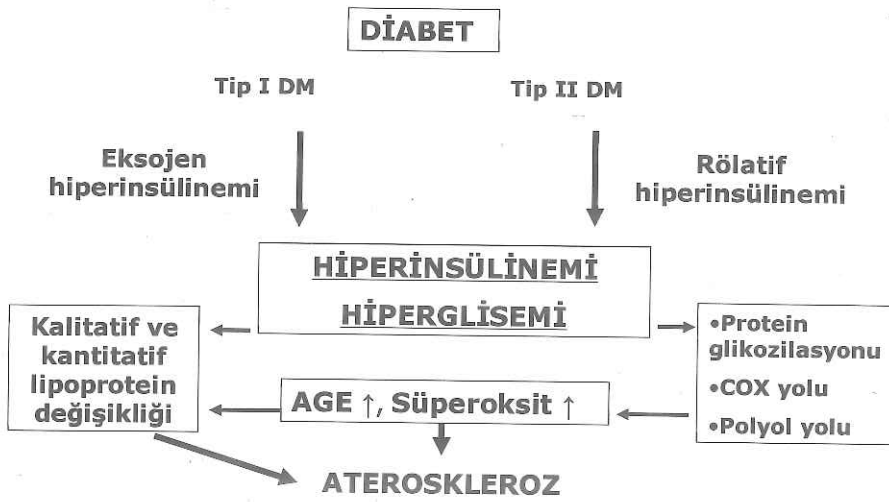 DİABET
Tip I DM
Tip II DM
Eksojen
hiperinsülinemi
Rölatif
hiperinsülinemi
HİPERİNSÜLİNEMİ
HİPERGLİSEMİ
Kalitatif ve
kantitatif
lipoprotein
değişikliği
•Protein
glikozilasyonu
•COX yolu
•Polyol yolu
AGE ↑, Süperoksit ↑
ATEROSKLEROZ